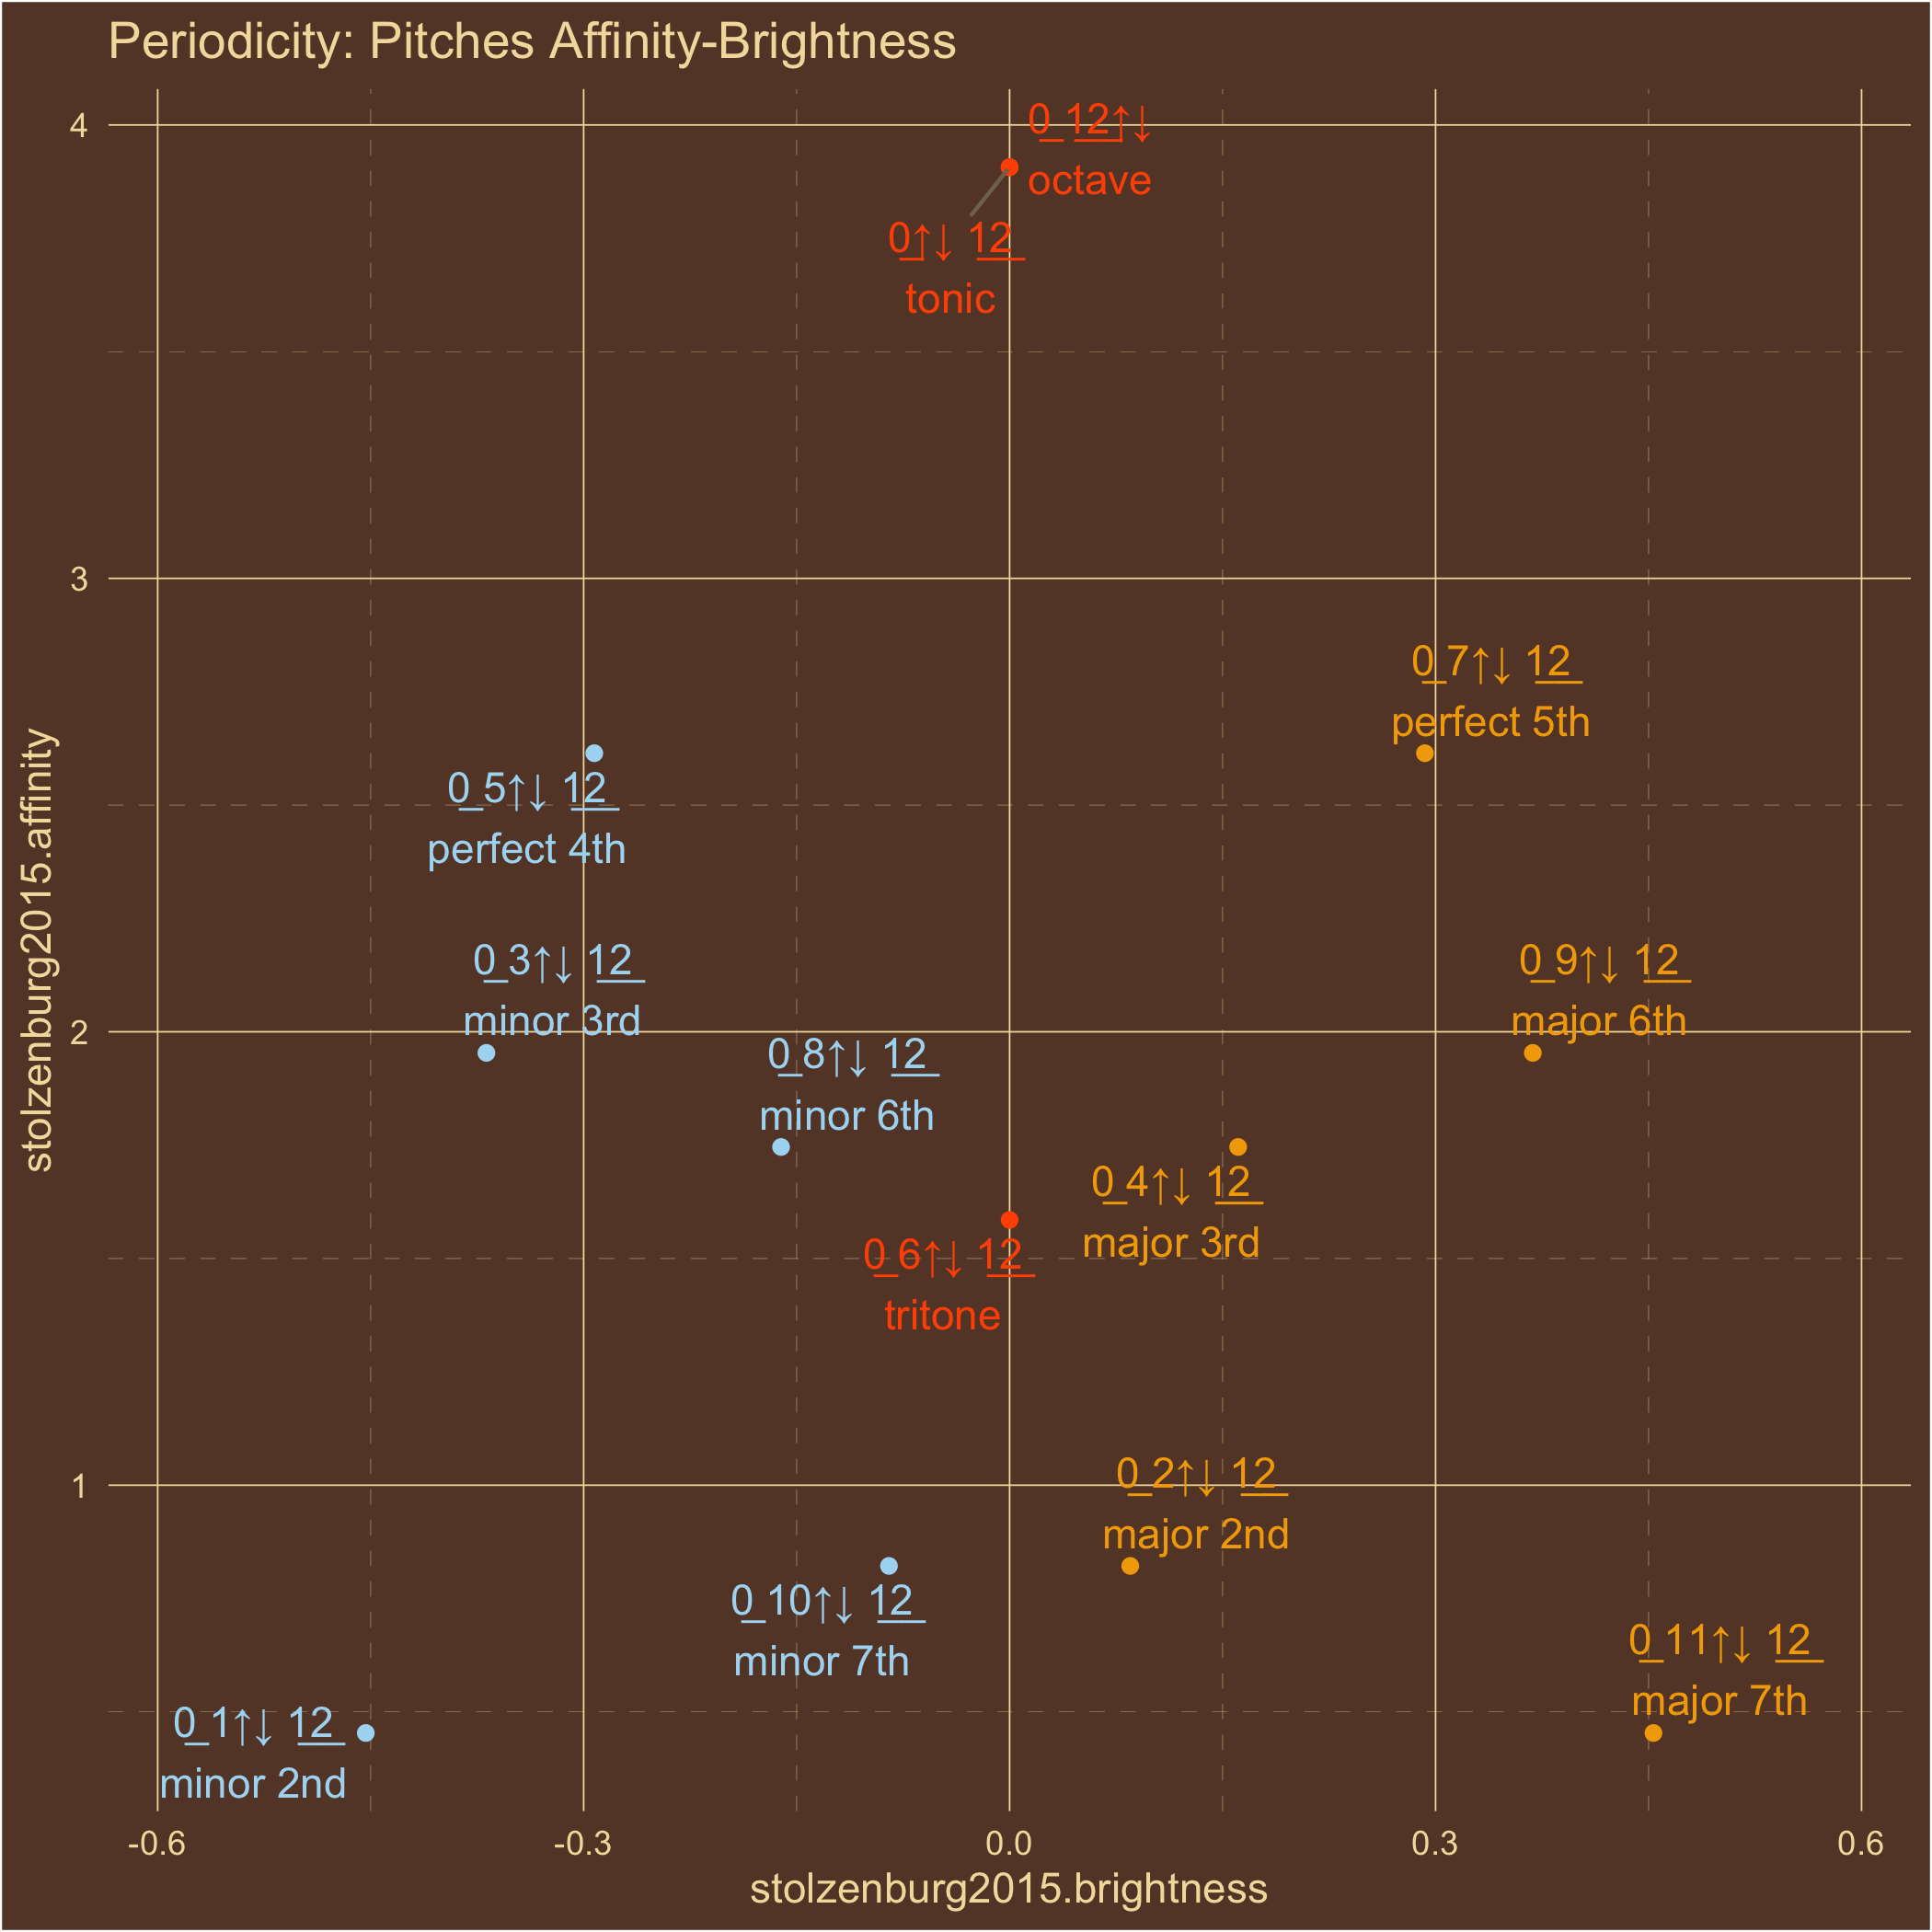 Periodicity: Pitches Affinity-Brightness
4
0 12↑↓
octave
0↑↓ 12
tonic
3
0 7↑↓ 12
perfect 5th
0 5↑↓ 12
perfect 4th
0 3↑↓ 12
minor 3rd
0 9↑↓ 12
major 6th
2
0 8↑↓ 12
minor 6th
0 4↑↓ 12
major 3rd
0 6↑↓ 12
tritone
1
0 2↑↓ 12
major 2nd
0 10↑↓ 12
minor 7th
0 11↑↓ 12
major 7th
0 1↑↓ 12
minor 2nd
-0.6 -0.3 0.0 0.3 0.6
stolzenburg2015.brightness
stolzenburg2015.affinity